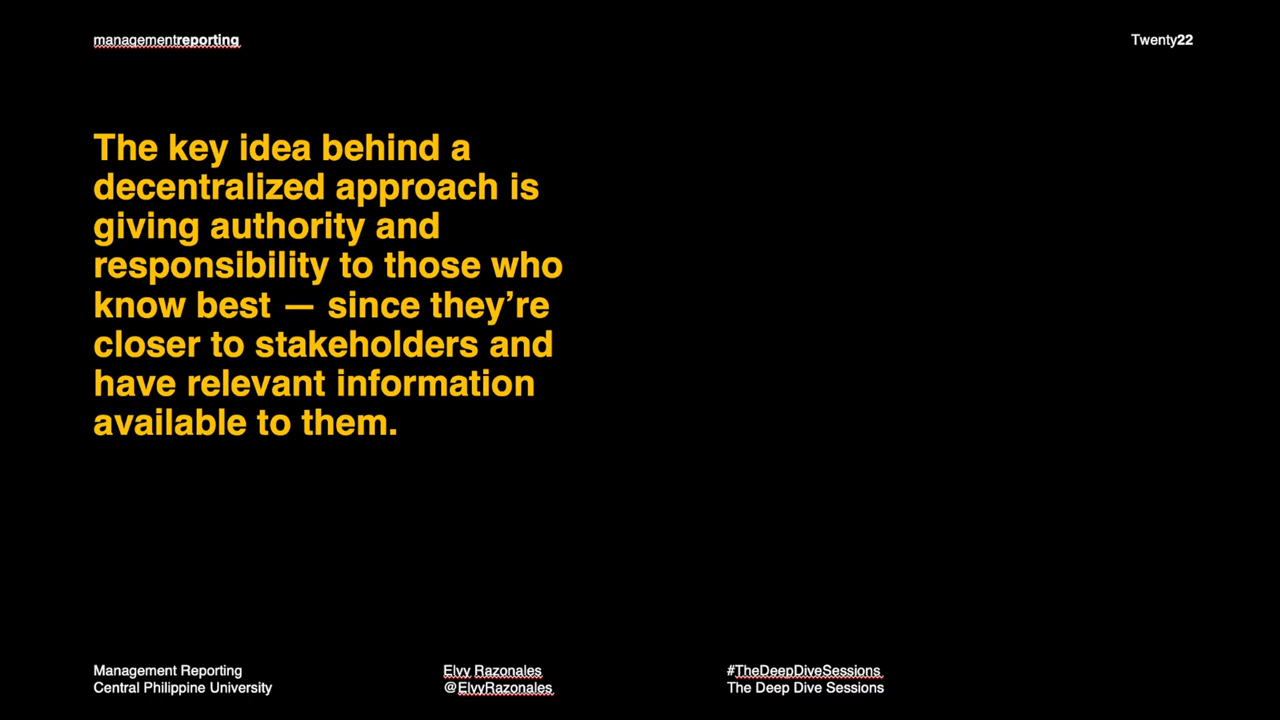 managementreporting
Twenty22
The key idea behind a
decentralized approach is
giving authority and
responsibility to those who
know best — since they’re
closer to stakeholders and
have relevant information
available to them.
Management Reporting
Central Philippine University
Elvy Razonales
@ElvyRazonales
#TheDeepDiveSessions
The Deep Dive Sessions